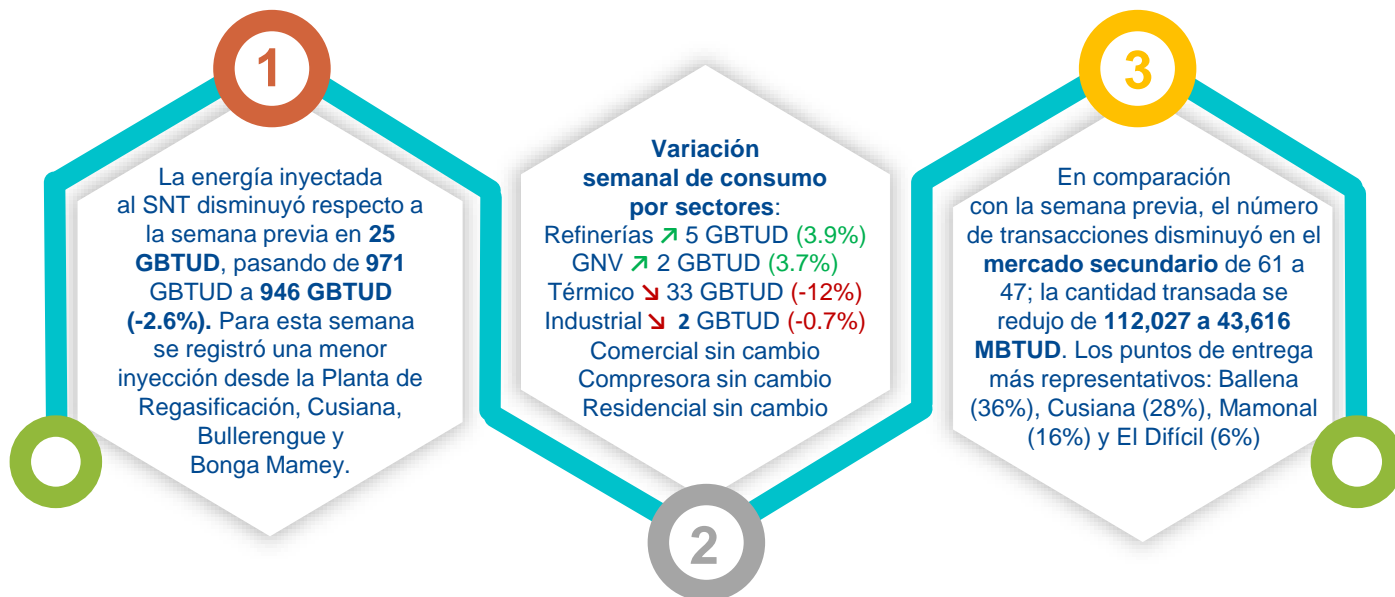 1
La energía inyectada
al SNT disminuyó respecto a
la semana previa en 25
GBTUD, pasando de 971
GBTUD a 946 GBTUD
(-2.6%). Para esta semana
se registró una menor
inyección desde la Planta de
Regasificación, Cusiana,
Bullerengue y
Bonga Mamey.
Variación
semanal de consumo
por sectores:
Refinerías ↗ 5 GBTUD (3.9%)
GNV ↗ 2 GBTUD (3.7%)
Térmico ↘ 33 GBTUD (-12%)
Industrial ↘ 2 GBTUD (-0.7%)
Comercial sin cambio
Compresora sin cambio
Residencial sin cambio
2
3
En comparación
con la semana previa, el número
de transacciones disminuyó en el
mercado secundario de 61 a
47; la cantidad transada se
redujo de 112,027 a 43,616
MBTUD. Los puntos de entrega
más representativos: Ballena
(36%), Cusiana (28%), Mamonal
(16%) y El Difícil (6%)